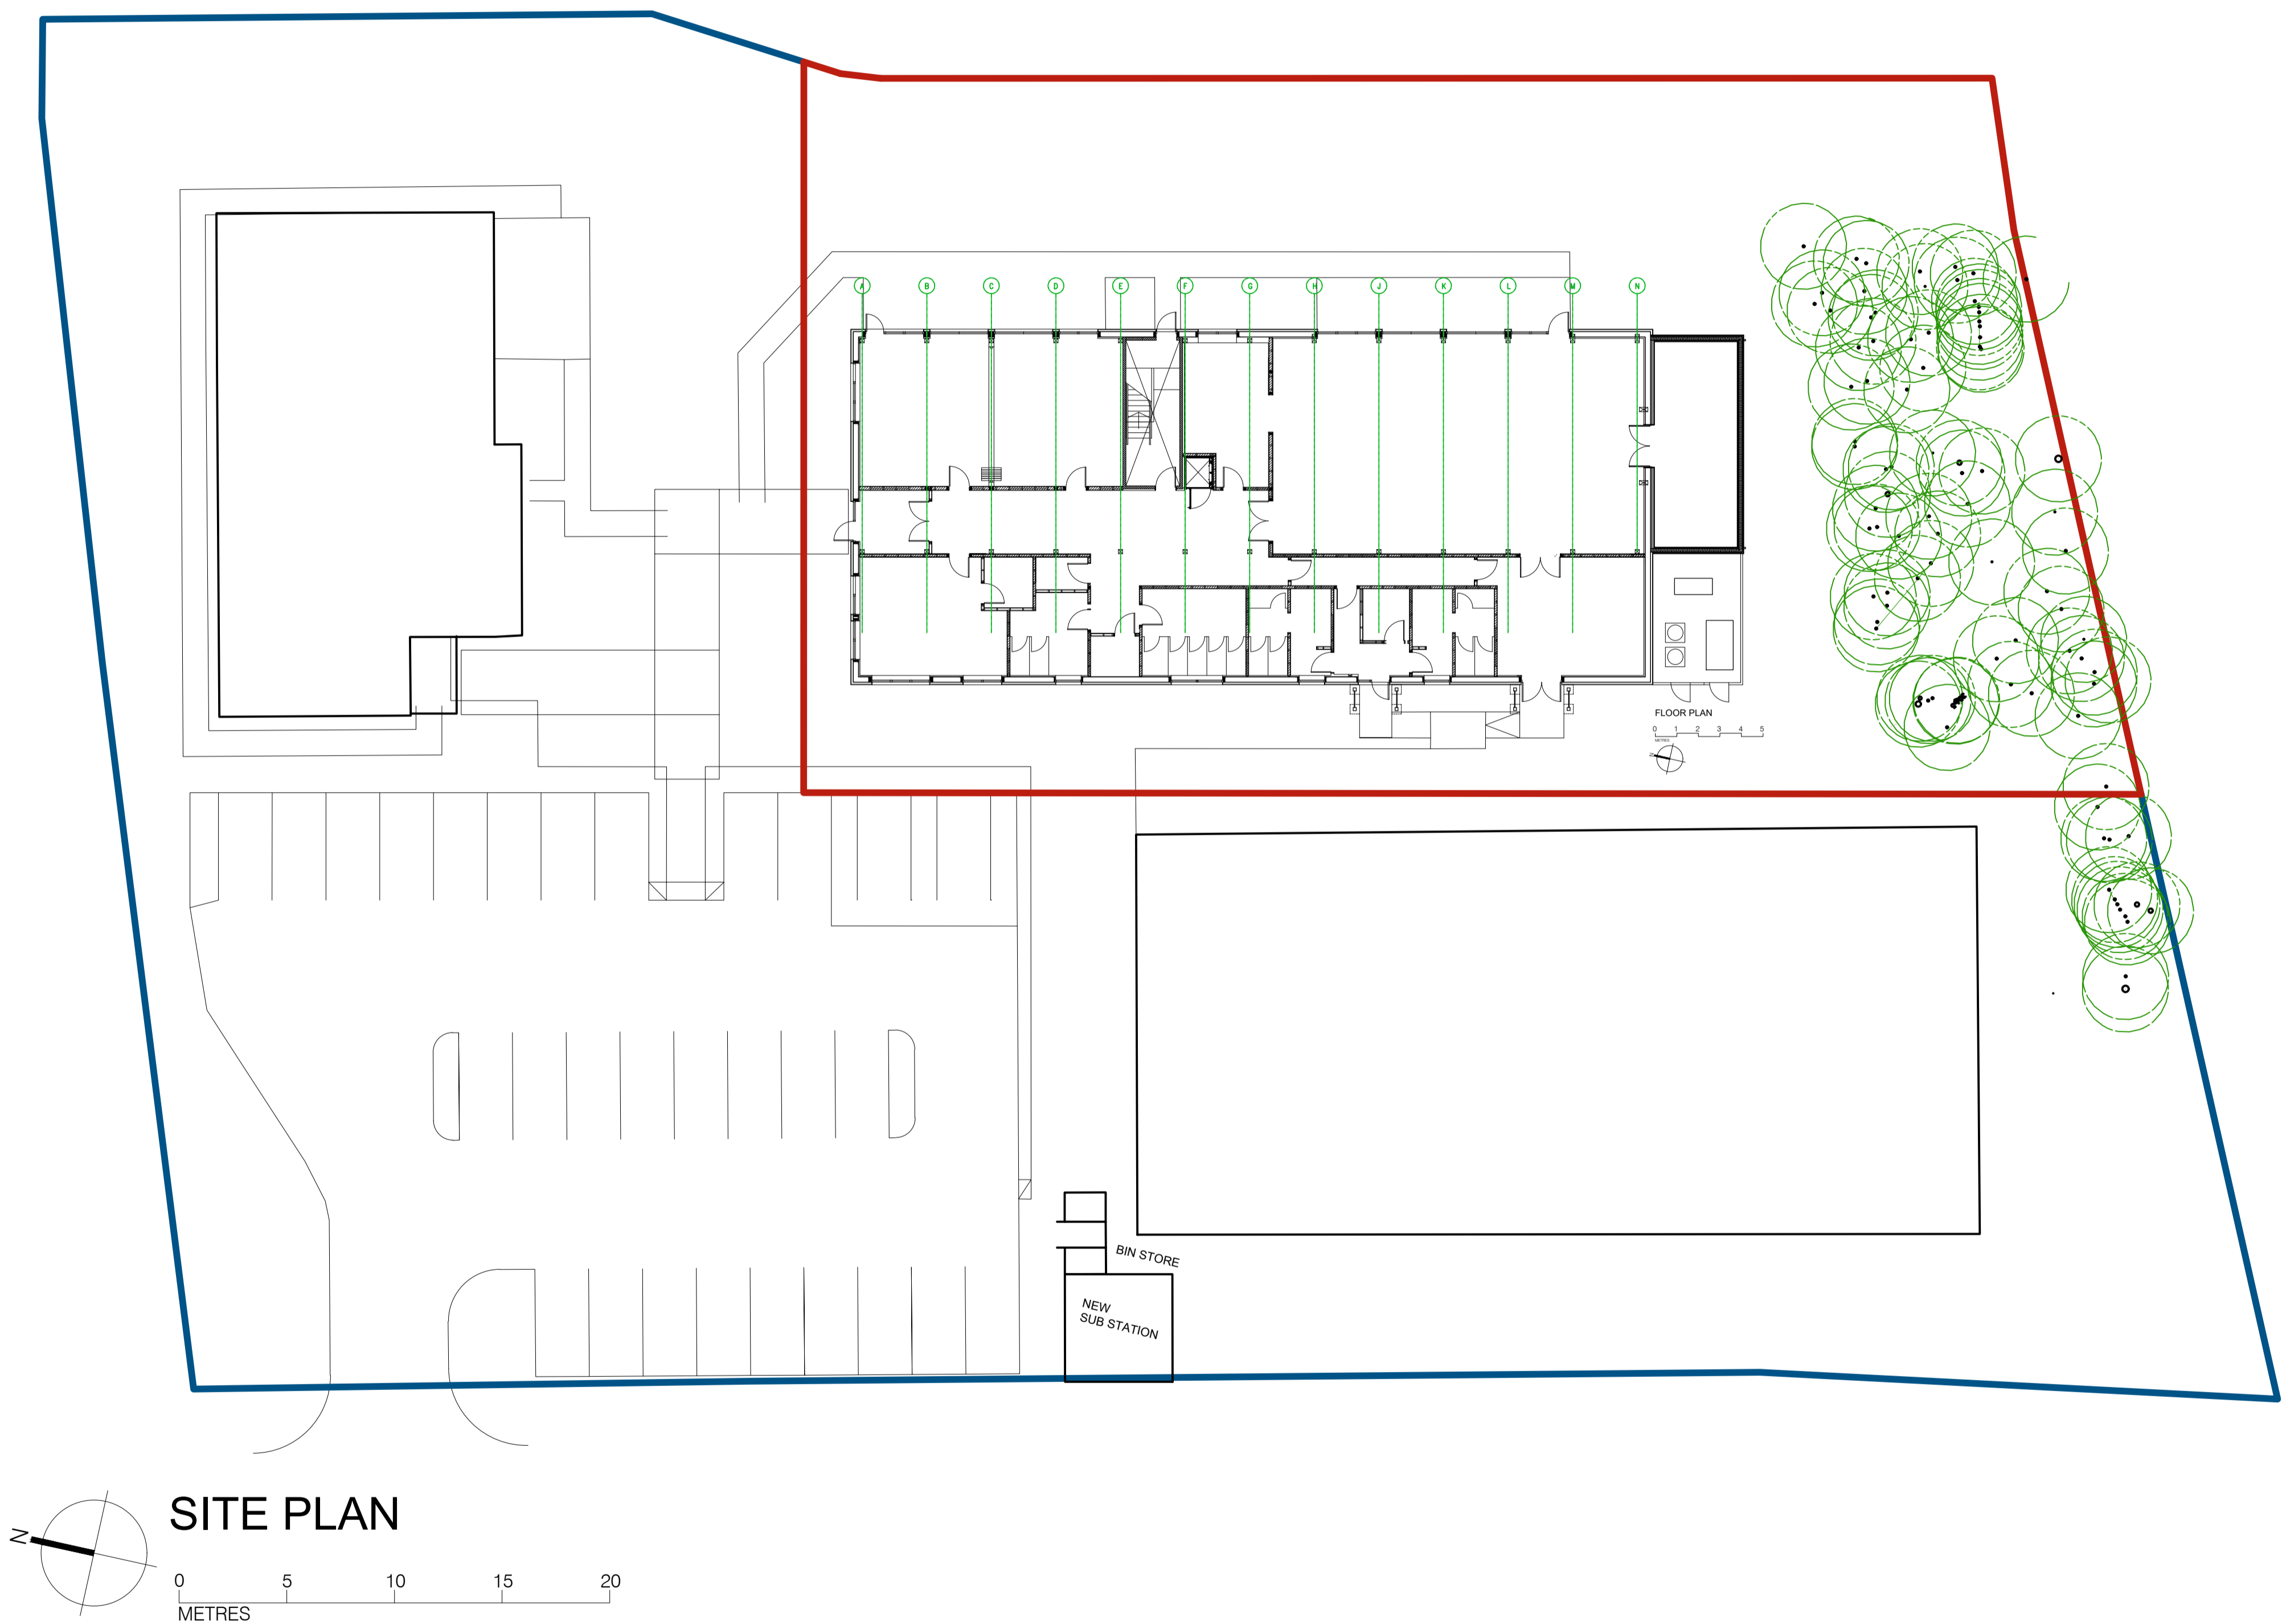 A B C D E F G H J K L M N
FLOOR PLAN
0 1 2 3 4 5
METRES
N
BIN STORE
NEW
SUB STATION
N
SITE PLAN
0 5 10 15 20
METRES